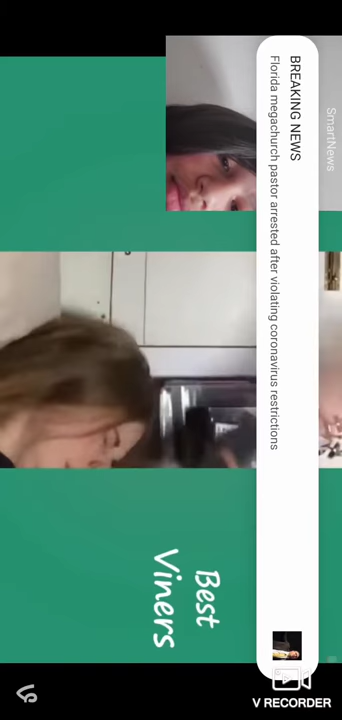 SmartNews
BREAKING NEWS
Florida megachurch pastor arrested after violating coronavirus restrictions
Best
Viners
V RECORDER